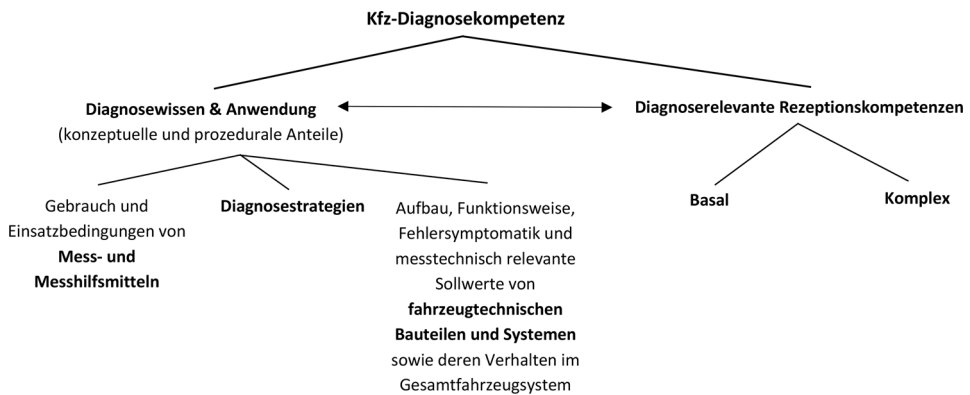 Kfz-Diagnosekompetenz
Diagnosewissen & Anwendung
(konzeptuelle und prozedurale Anteile)
Diagnoserelevante Rezeptionskompetenzen
Gebrauch und
Einsatzbedingungen von
Mess- und
Messhilfsmitteln
Diagnosestrategien
Aufbau, Funktionsweise,
Fehlersymptomatik und
messtechnisch relevante
Sollwerte von
fahrzeugtechnischen
Bauteilen und Systemen
sowie deren Verhalten im
Gesamtfahrzeugsystem
Basal
Komplex